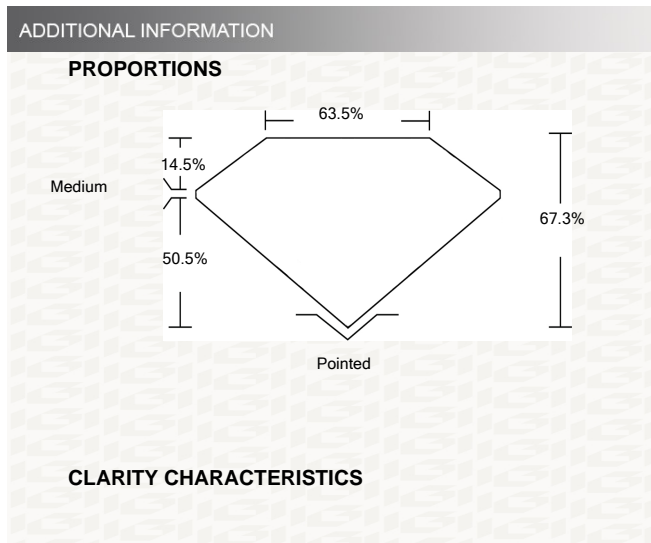 ADDITIONAL INFORMATION
PROPORTIONS
63.5%
14.5%
Medium
67.3%
50.5%
Pointed
CLARITY CHARACTERISTICS